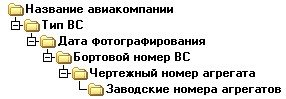 Название авиакомпании
Тип ВС
Дата фотографирования
Бортовой номер ВС
Чертежный номер агрегата
Заводские номера агрегатов